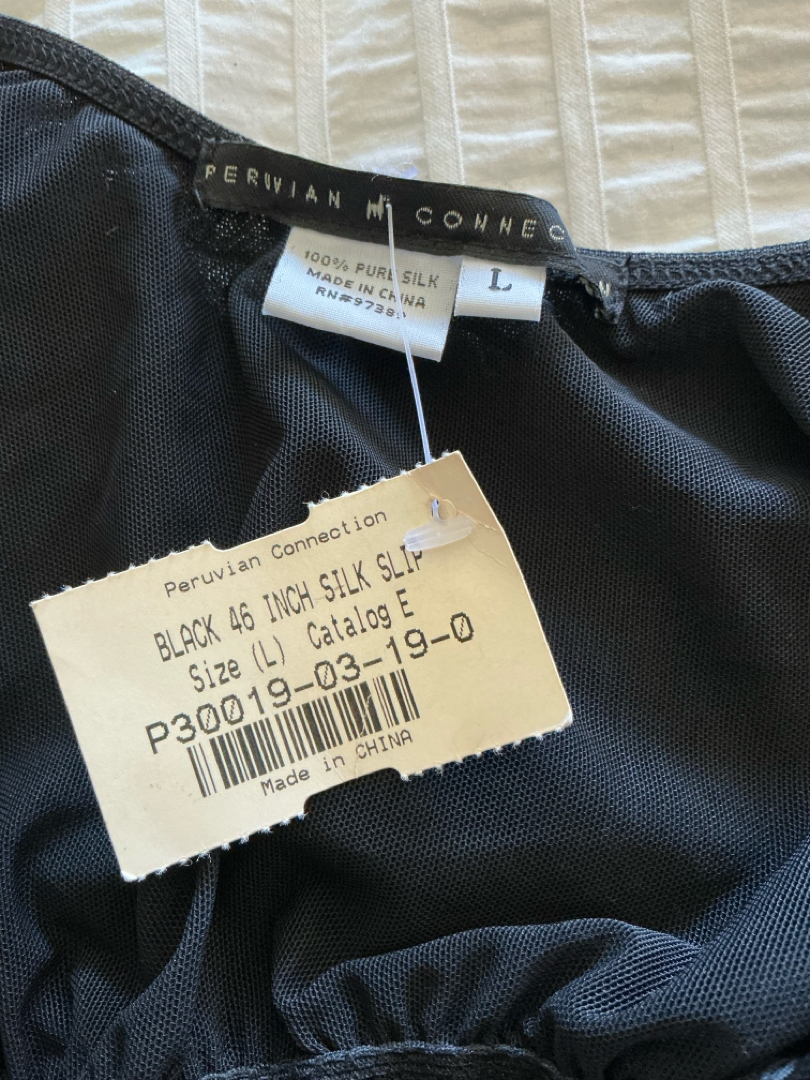 PERUVIAN CONNEC
100% PURE SILK
MADE IN CHINA
L
Peruvian Connection
BLACK 46 INCH SILK SLIP
Size (L) Catalog E
P30019-03-19-0
Made in CHINA